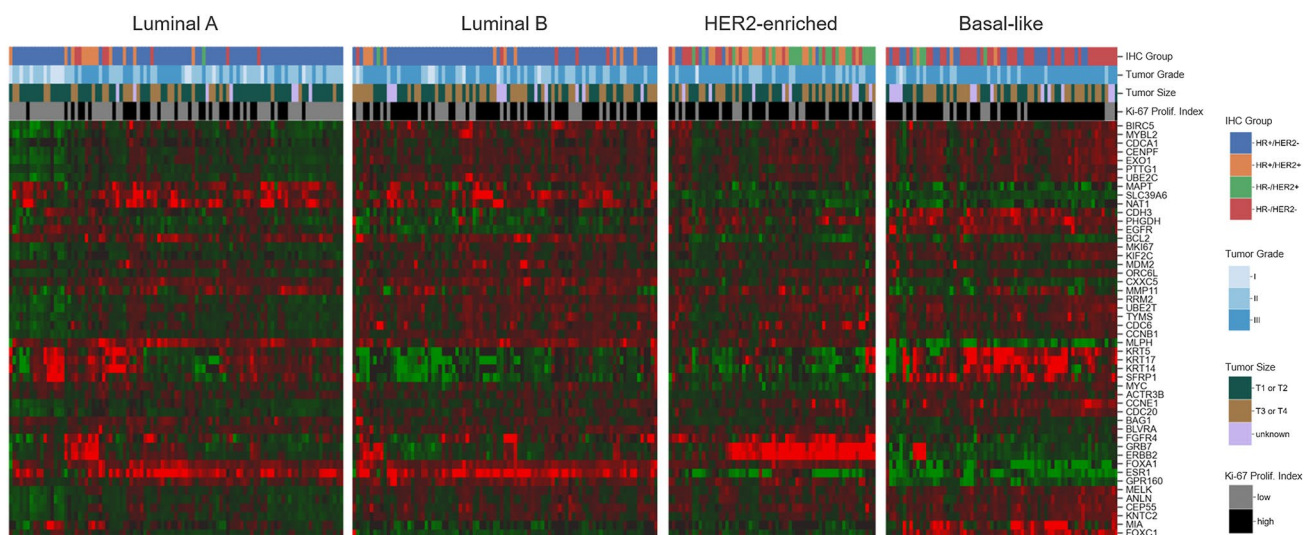 Luminal A
Luminal B
HER2-enriched
Basal-like
IHC Group
Tumor Grade
Tumor Size
Ki-67 Prolif. Index
BIRC5
MYBL2
CDCA1
CENPF
EXO1
PTTG1
UBE2C
MAPT
SLC39A6
NAT1
CDH3
PHGDH
EGFR
BCL2
MKI67
KIF2C
MDM2
ORC6L
CXXC5
MMP11
RRM2
UBE2T
TYMS
CDC6
CCNB1
MLPH
KRT5
KRT17
KRT14
SFRP1
MYC
ACTR3B
CCNE1
CDC20
BAG1
BLVRA
FGFR4
GRB7
ERBB2
FOXA1
ESR1
GPR160
MELK
ANLN
CEP55
KNTC2
MIA
FOXC1
IHC Group
HR+/HER2-
HR+/HER2+
HR-/HER2+
HR-/HER2-
Tumor Grade
I
II
III
Tumor Size
T1 or T2
T3 or T4
unknown
Ki-67 Prolif. Index
low
high